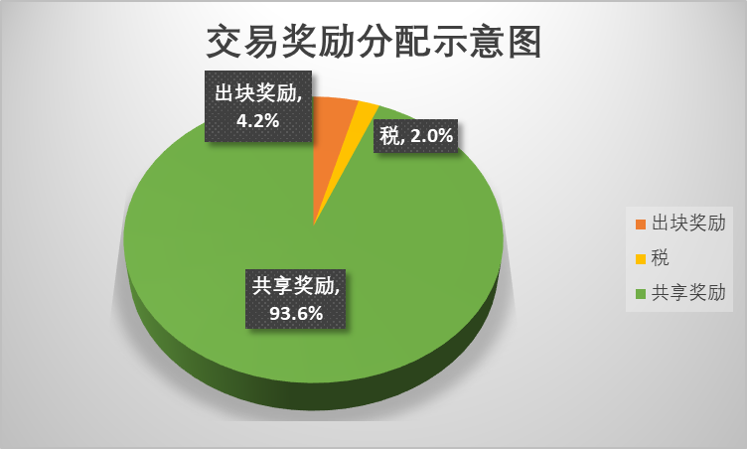 交易奖励分配示意图
出块奖励,
4.2%
税, 2.0%
共享奖励,
93.6%
出块奖励
税
共享奖励